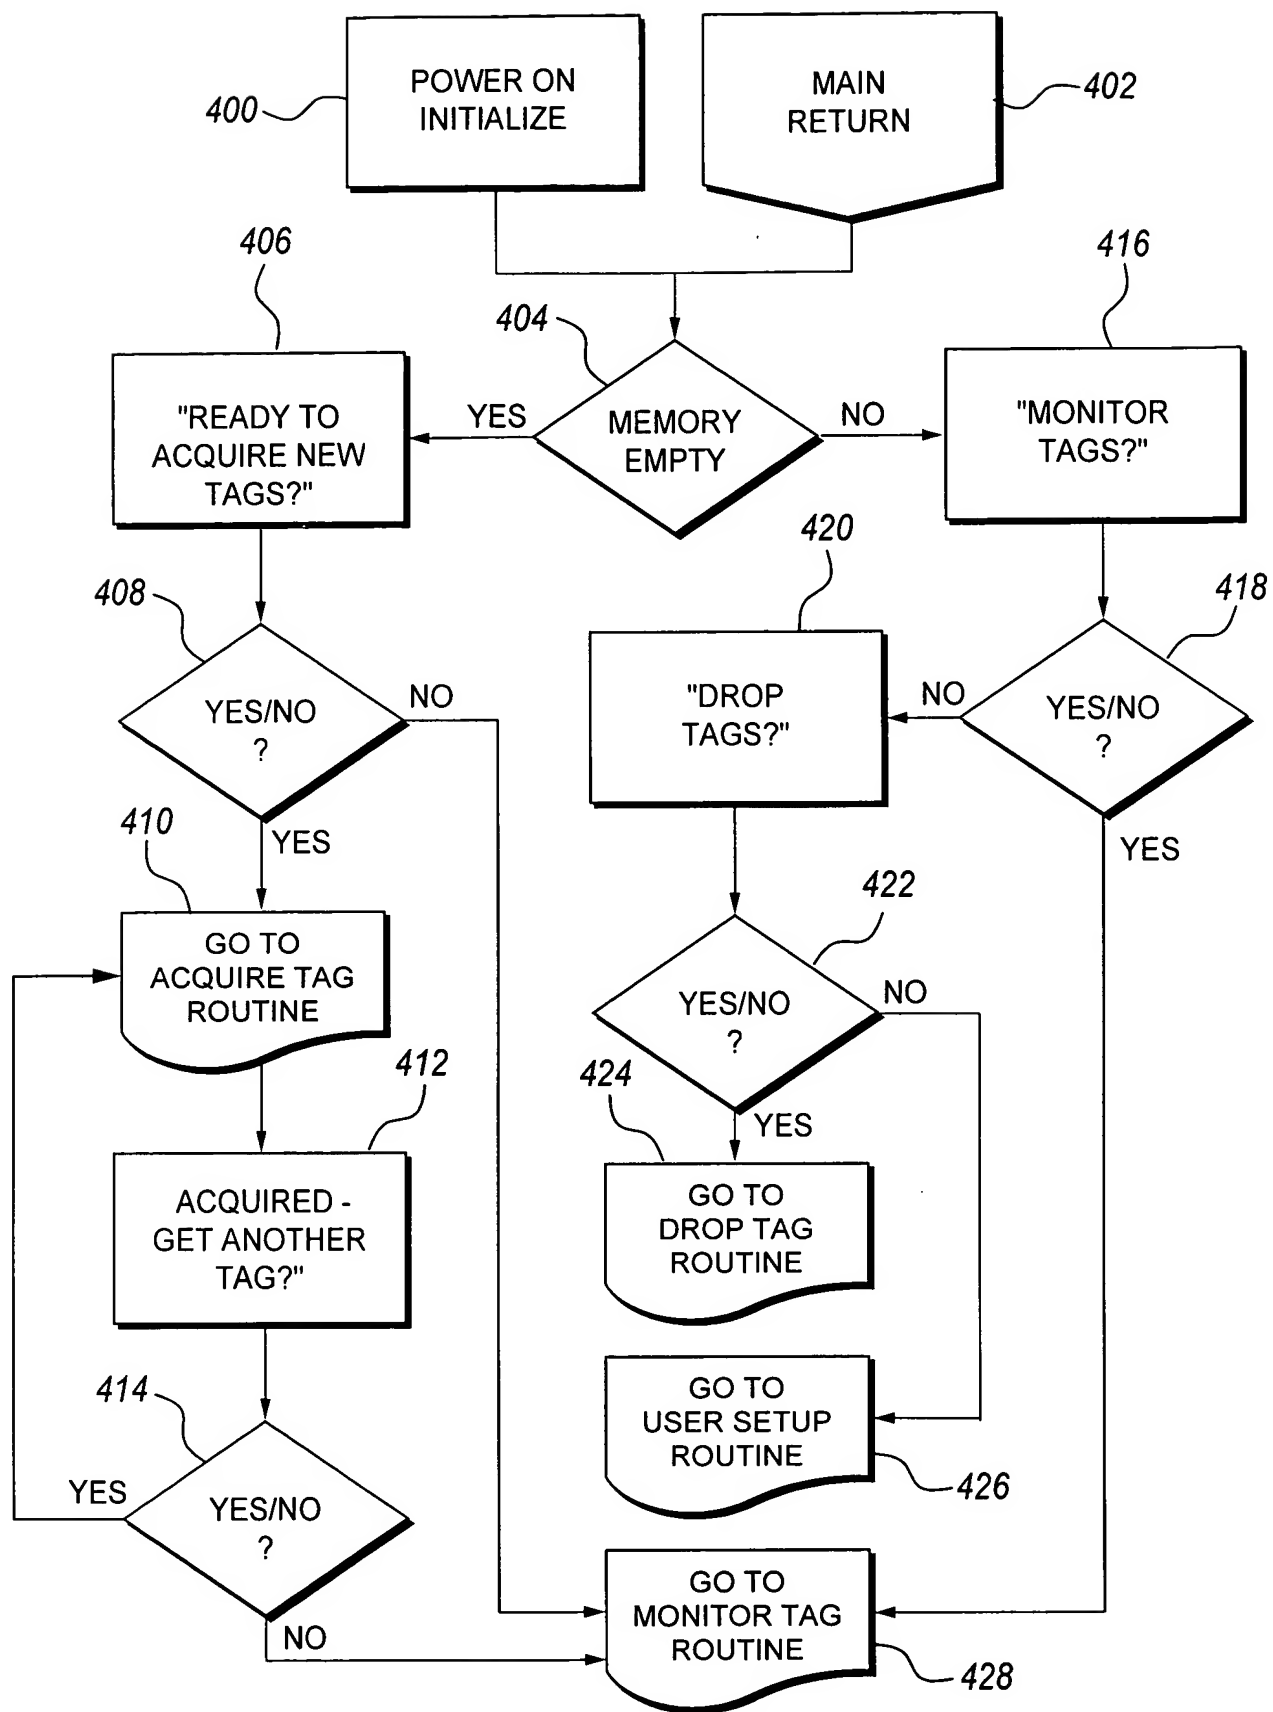 POWER ON
INITIALIZE
400
MAIN
RETURN
402
406
416
404
"READY TO
ACQUIRE NEW
TAGS?"
YES
MEMORY
EMPTY
NO
"MONITOR
TAGS?"
420
408
418
YES/NO
?
NO
"DROP
TAGS?"
NO
YES/NO
?
410
YES
YES
GO TO
ACQUIRE TAG
ROUTINE
422
YES/NO
?
NO
412
424
YES
ACQUIRED -
GET ANOTHER
TAG?"
GO TO
DROP TAG
ROUTINE
414
GO TO
USER SETUP
ROUTINE
426
YES
YES/NO
?
NO
GO TO
MONITOR TAG
ROUTINE
428